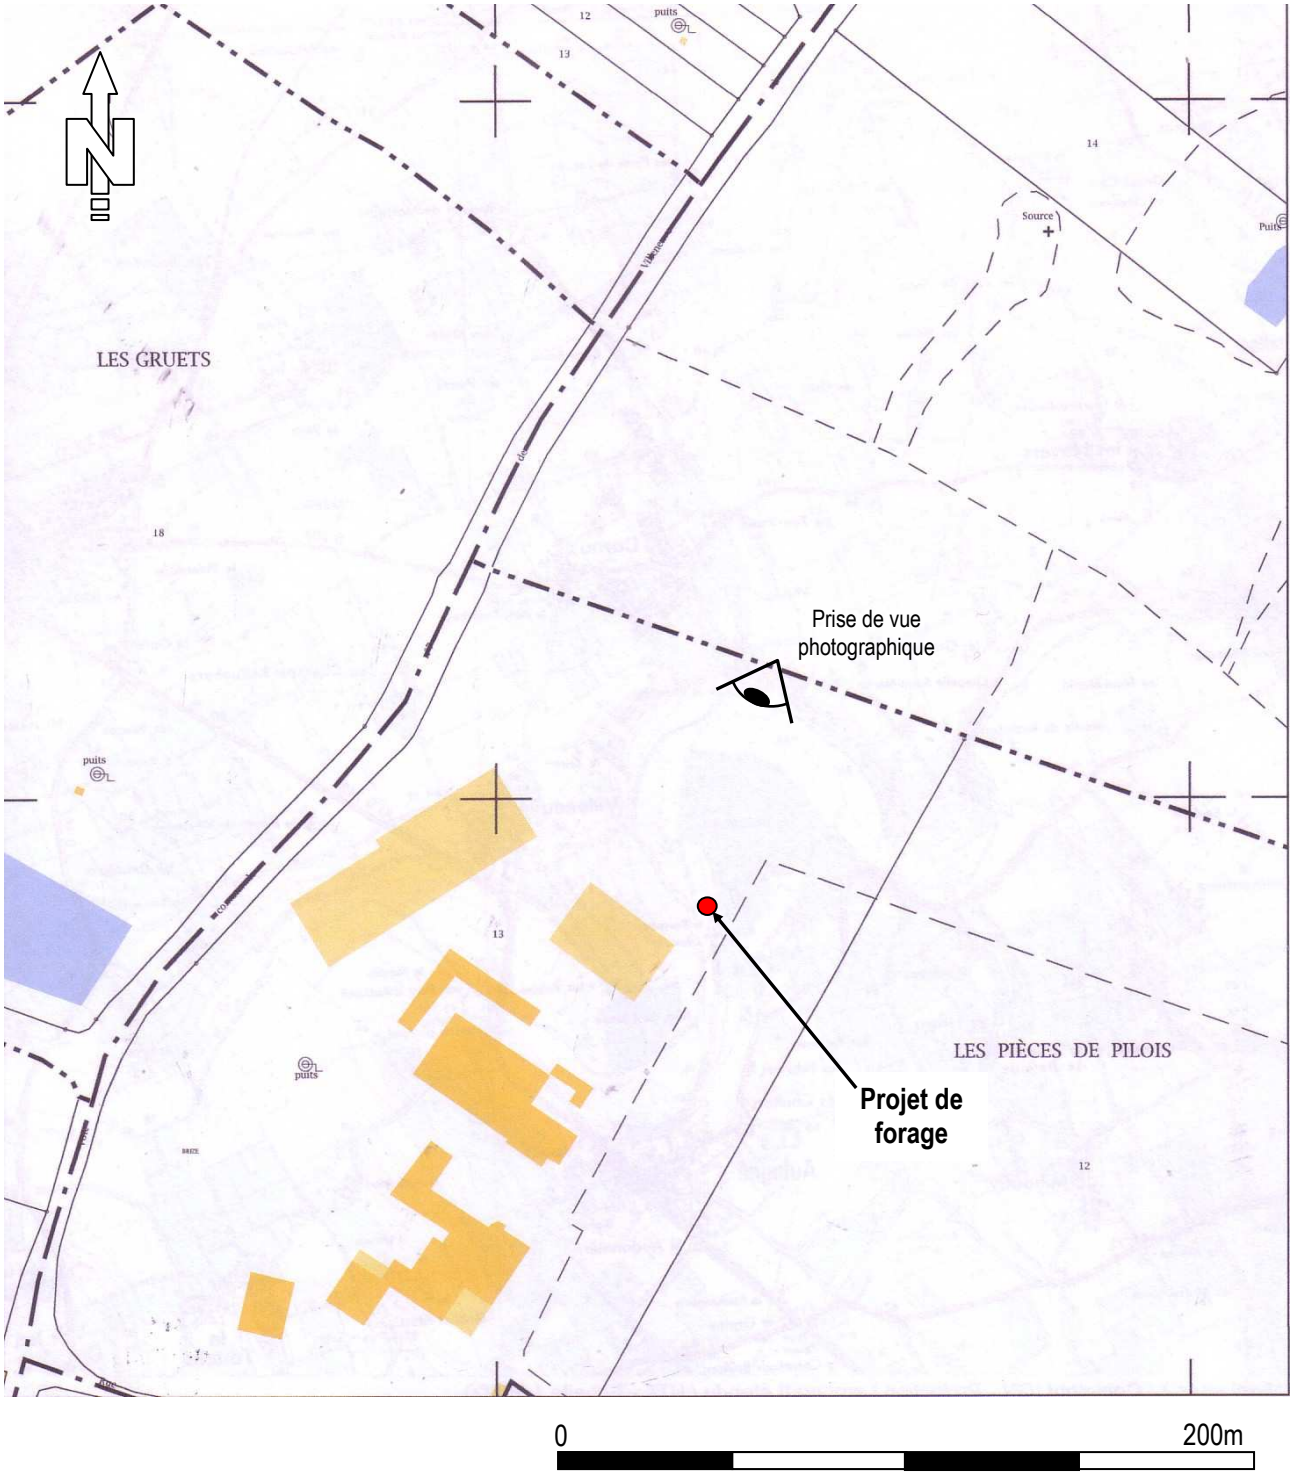 12
puits
13
N
14
Source
Puits
LES GRUETS
de
18
Prise de vue
photographique
puits
13
puits
LES PIÈCES DE PILOIS
Projet de
forage
12
0
200m